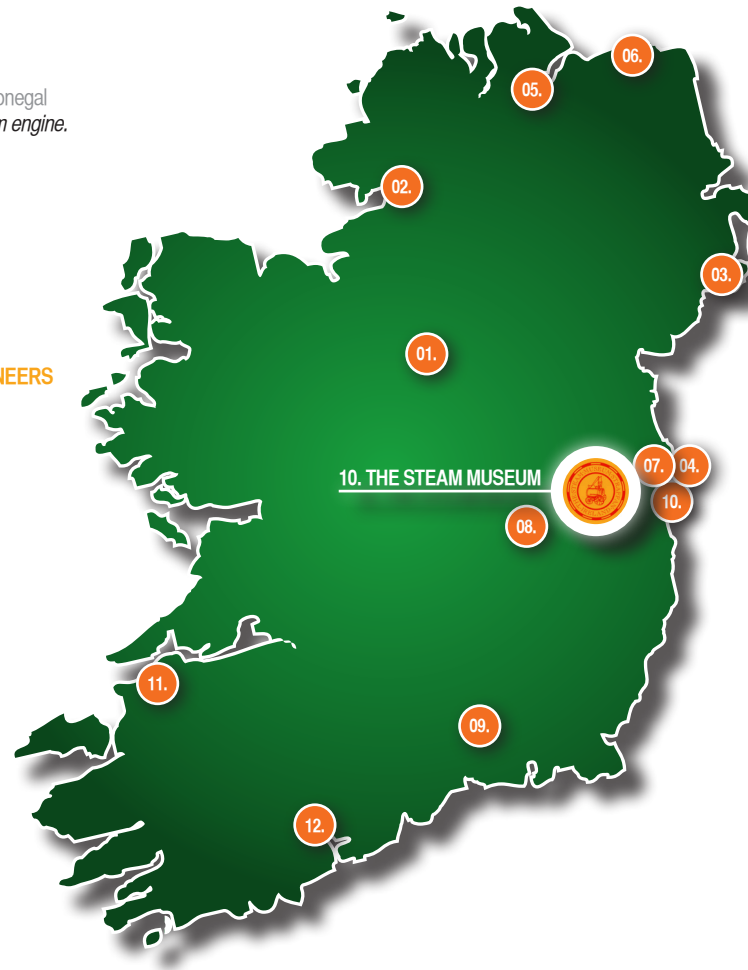 06.
05.
onegal
m engine.
02.
03.
01.
NEERS
07. 04.
10. THE STEAM MUSEUM
10.
08.
11.
09.
12.